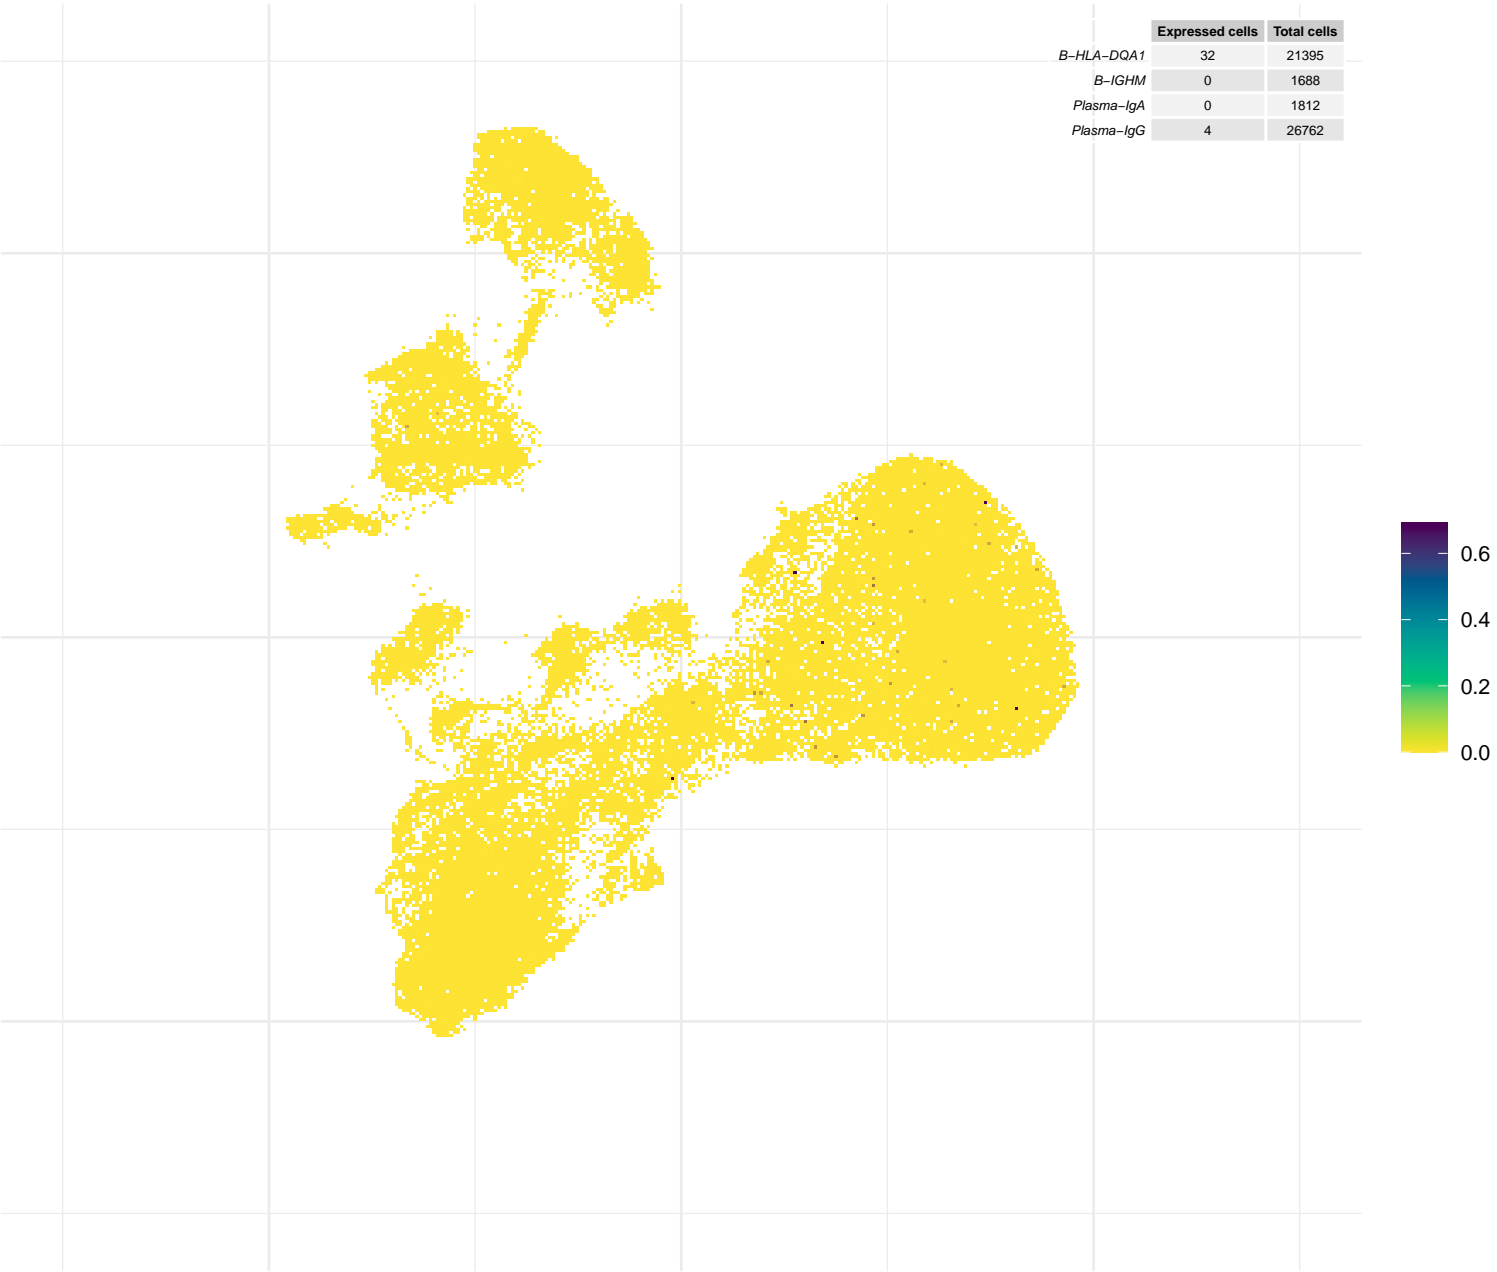 Expressed cells Total cells
B−HLA−DQA1 32 21395
B−IGHM 0 1688
Plasma−IgA 0 1812
Plasma−IgG 4 26762
0.6
0.4
0.2
0.0